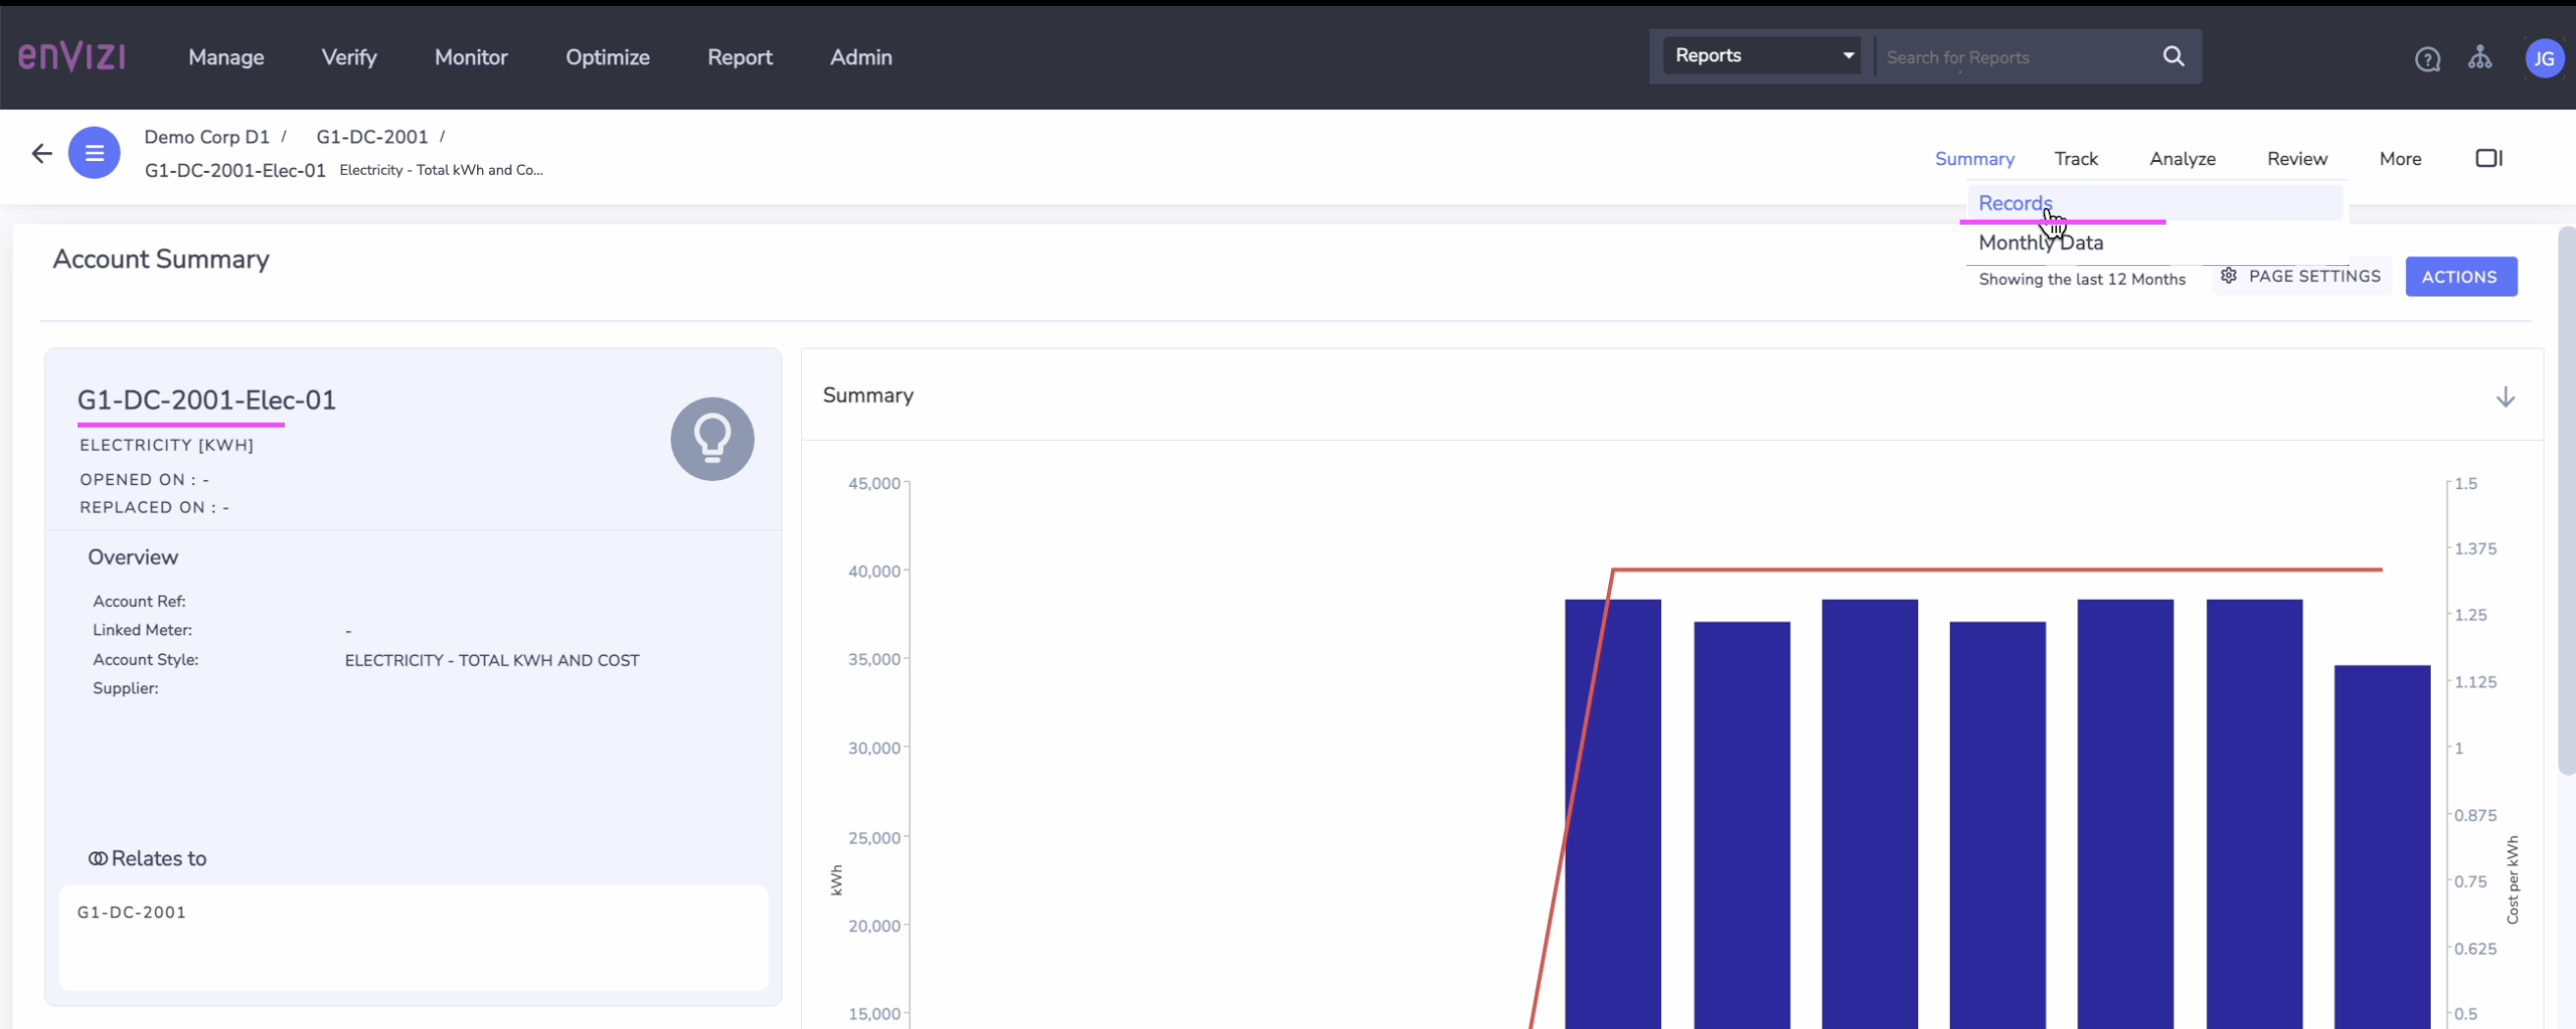 enVIZI
Manage Verify Monitor Optimize Report Admin
Reports Search for Reports JG
Demo Corp D1 / G1-DC-2001 /
G1-DC-2001-Elec-01 Electricity - Total kWh and Co...
Summary Track Analyze Review More
Records
Monthly Data
Account Summary
Showing the last 12 Months PAGE SETTINGS ACTIONS
G1-DC-2001-Elec-01
ELECTRICITY [KWH]
OPENED ON : -
REPLACED ON : -
Overview
Account Ref:
Linked Meter: -
Account Style: ELECTRICITY - TOTAL KWH AND COST
Supplier:
Relates to
G1-DC-2001
Summary
45,000
40,000
35,000
30,000
25,000
20,000
15,000
kWh
1.5
1.375
1.25
1.125
1
0.875
0.75
0.625
0.5
Cost per kWh